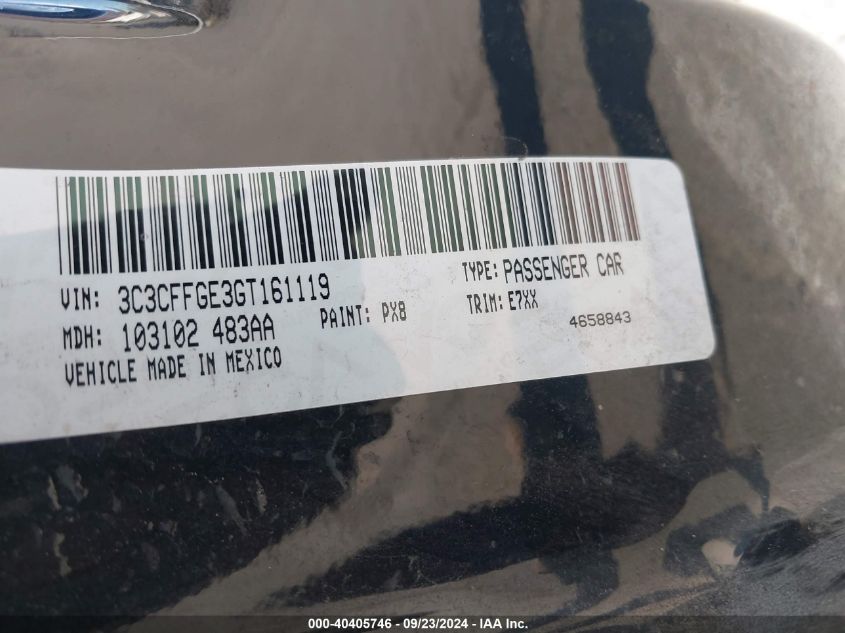 VIN: 3C3CFFGE3GT161119 TYPE: PASSENGER CAR
MDH: 103102 483AA PAINT: PX8 TRIM: E7XX
VEHICLE MADE IN MEXICO 4658843
000-40405746 - 09/23/2024 - IAA, Inc.